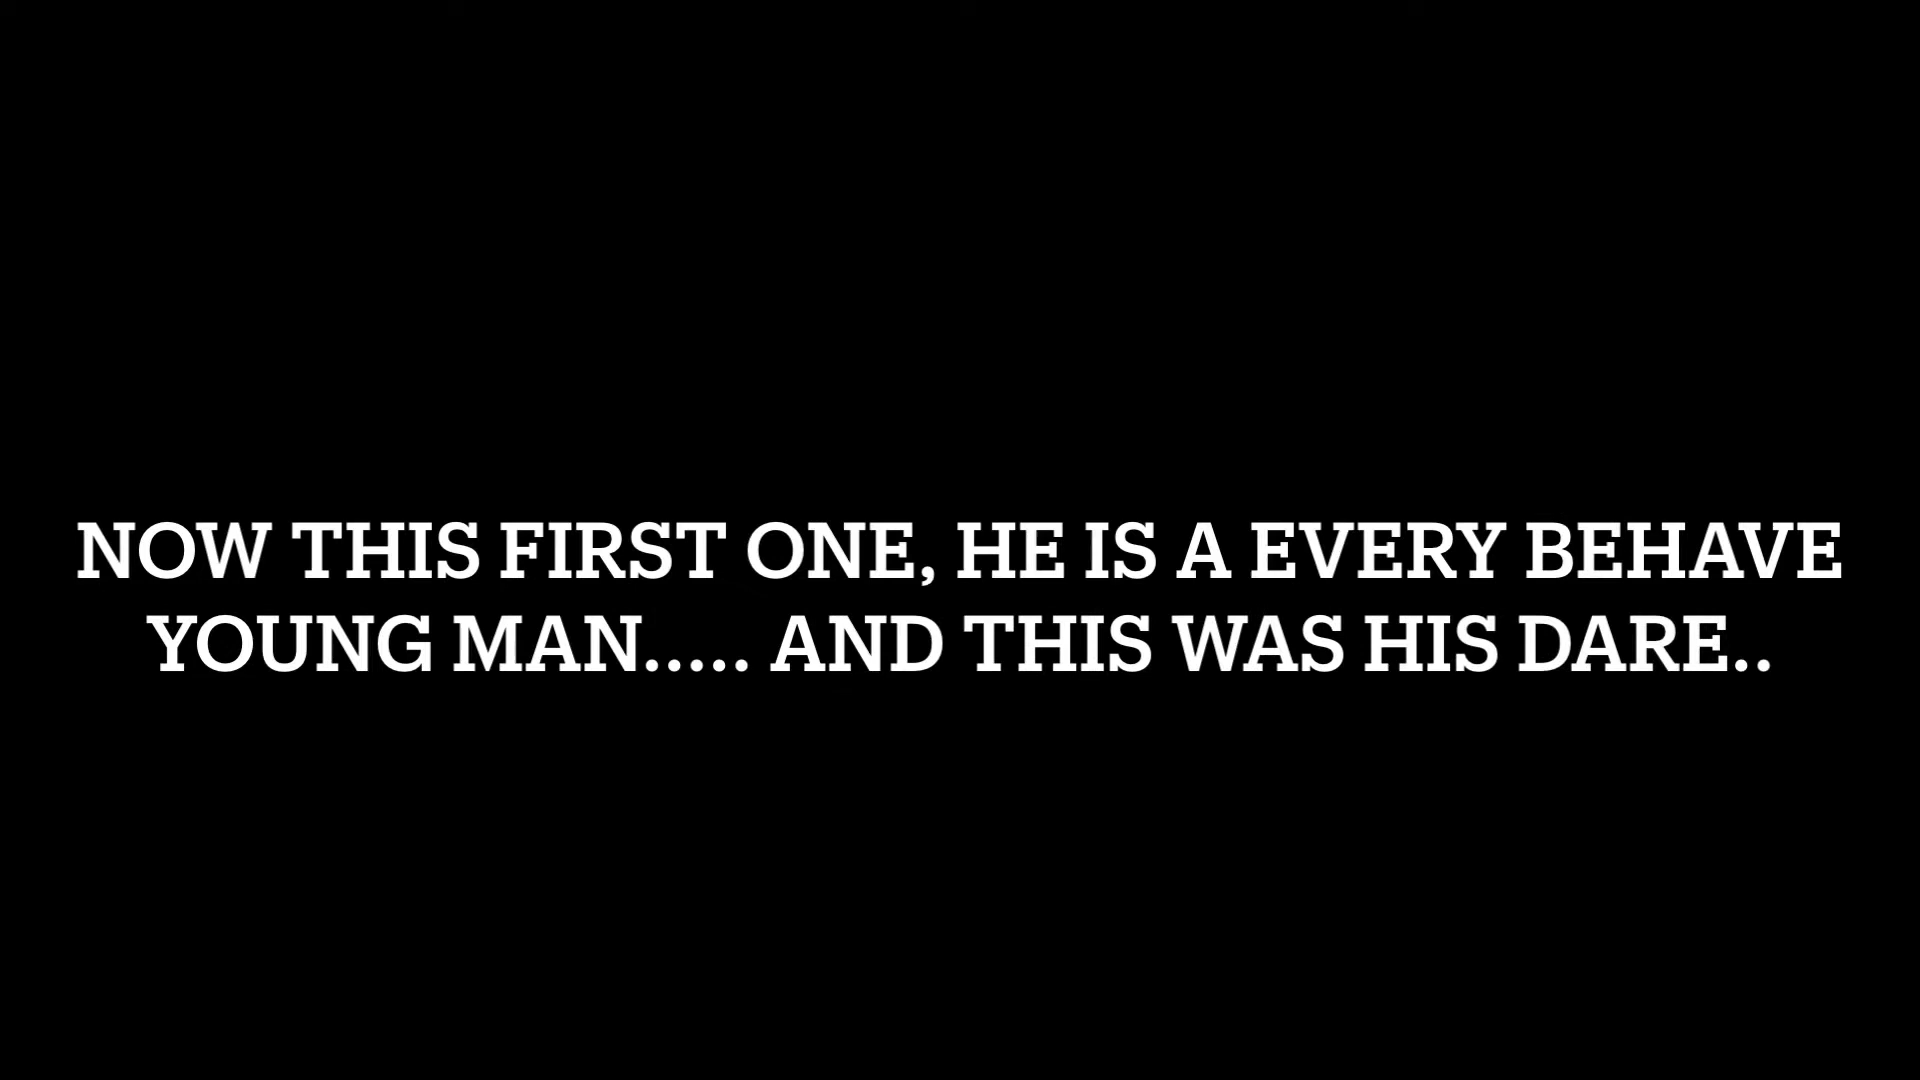 NOW THIS FIRST ONE, HE IS A EVERY BEHAVE
YOUNG MAN..... AND THIS WAS HIS DARE..